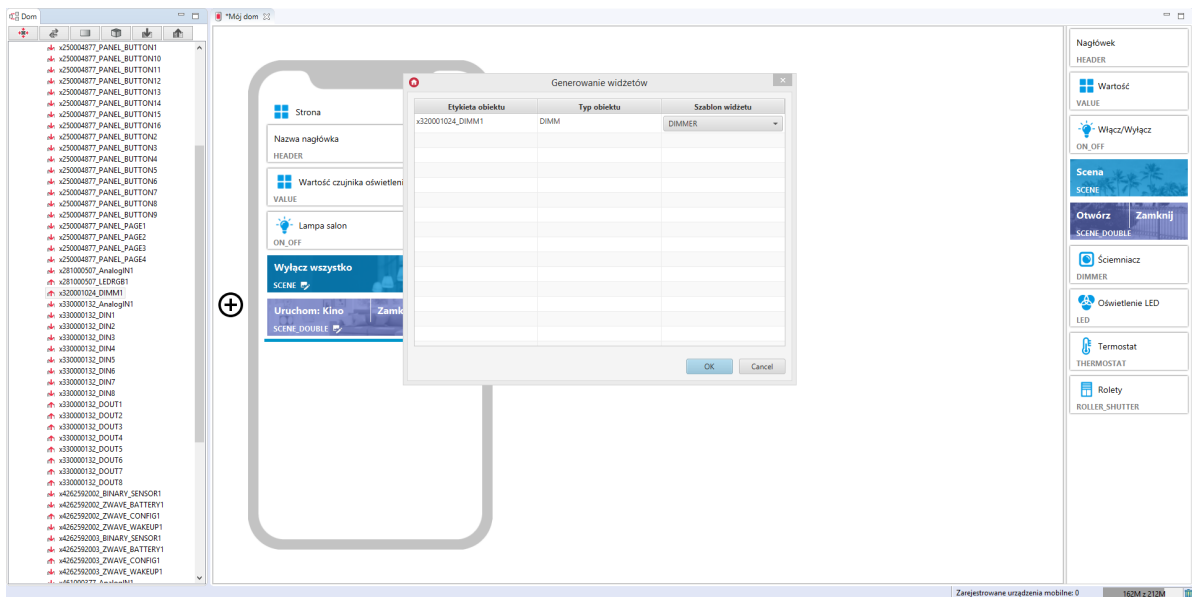 Dom
*Mój dom
x250004877_PANEL_BUTTON1
x250004877_PANEL_BUTTON10
x250004877_PANEL_BUTTON11
x250004877_PANEL_BUTTON12
x250004877_PANEL_BUTTON13
x250004877_PANEL_BUTTON14
x250004877_PANEL_BUTTON15
x250004877_PANEL_BUTTON16
x250004877_PANEL_BUTTON2
x250004877_PANEL_BUTTON3
x250004877_PANEL_BUTTON4
x250004877_PANEL_BUTTON5
x250004877_PANEL_BUTTON6
x250004877_PANEL_BUTTON7
x250004877_PANEL_BUTTON8
x250004877_PANEL_BUTTON9
x250004877_PANEL_PAGE1
x250004877_PANEL_PAGE2
x250004877_PANEL_PAGE3
x250004877_PANEL_PAGE4
x281000507_AnalogIN1
x281000507_LEDRGB1
x320001024_DIMM1
x330000132_AnalogIN1
x330000132_DIN1
x330000132_DIN2
x330000132_DIN3
x330000132_DIN4
x330000132_DIN5
x330000132_DIN6
x330000132_DIN7
x330000132_DIN8
x330000132_DOUT1
x330000132_DOUT2
x330000132_DOUT3
x330000132_DOUT4
x330000132_DOUT5
x330000132_DOUT6
x330000132_DOUT7
x330000132_DOUT8
x4262592002_BINARY_SENSOR1
x4262592002_ZWAVE_BATTERY1
x4262592002_ZWAVE_CONFIG1
x4262592002_ZWAVE_WAKEUP1
x4262592003_BINARY_SENSOR1
x4262592003_ZWAVE_BATTERY1
x4262592003_ZWAVE_CONFIG1
x4262592003_ZWAVE_WAKEUP1
x461000377_AnalogIN1
Strona
Nazwa nagłówka
HEADER
Wartość czujnika oświetleni
VALUE
Lampa salon
ON_OFF
Wyłącz wszystko
SCENE
Uruchom: Kino Zamk
SCENE_DOUBLE
Generowanie widżetów
Etykieta obiektu Typ obiektu Szablon widżetu
x320001024_DIMM1 DIMM DIMMER
OK Cancel
Nagłówek
HEADER
Wartość
VALUE
Włącz/Wyłącz
ON_OFF
Scena
SCENE
Otwórz Zamknij
SCENE_DOUBLE
Ściemniacz
DIMMER
Oświetlenie LED
LED
Termostat
THERMOSTAT
Rolety
ROLLER_SHUTTER
Zarejestrowane urządzenia mobilne: 0 162M z 212M